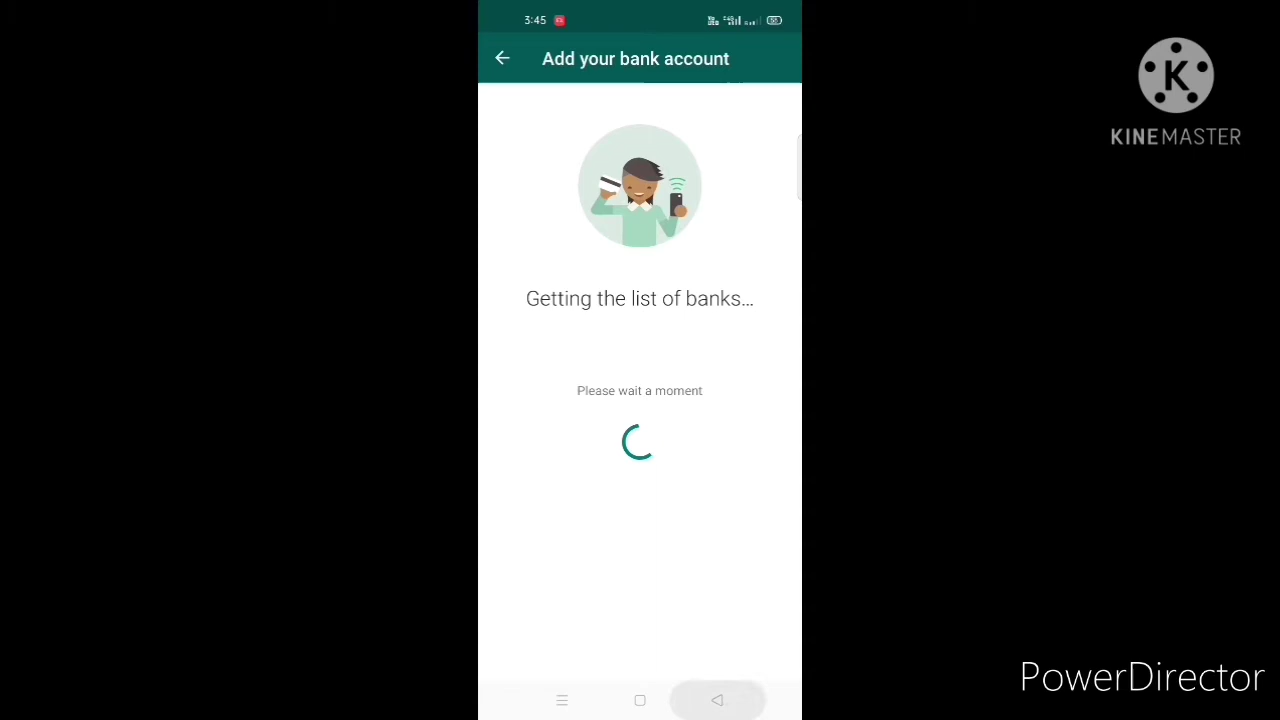 3:45
Add your bank account
KINEMASTER
Getting the list of banks...
Please wait a moment
PowerDirector